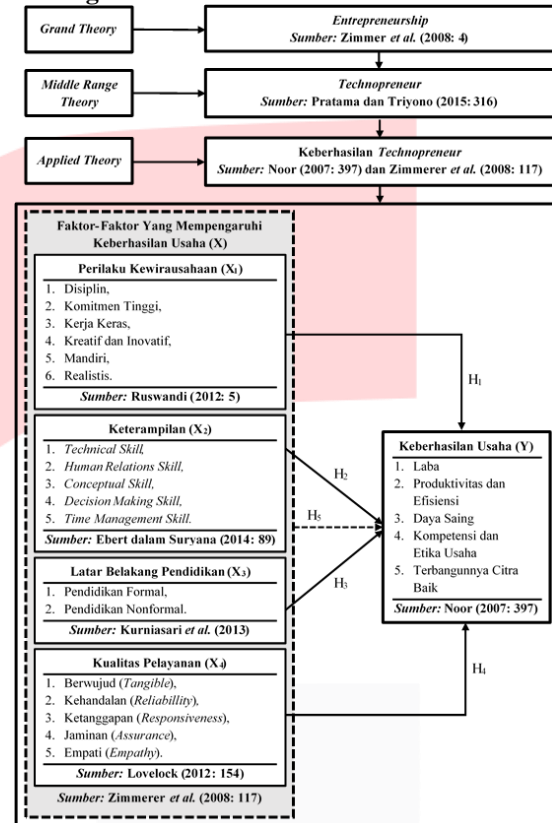 Grand Theory
Entrepreneurship
Sumber: Zimmer et al. (2008: 4)
Middle Range
Theory
Technopreneur
Sumber: Pratama dan Triyono (2015: 316)
Applied Theory
Keberhasilan Technopreneur
Sumber: Noor (2007: 397) dan Zimmerer et al. (2008: 117)
Faktor-Faktor Yang Mempengaruhi
Keberhasilan Usaha (X)
Perilaku Kewirausahaan (X1)
1. Disiplin,
2. Komitmen Tinggi,
3. Kerja Keras,
4. Kreatif dan Inovatif,
5. Mandiri,
6. Realistis.
Sumber: Ruswandi (2012: 5)
Keterampilan (X2)
1. Technical Skill,
2. Human Relations Skill,
3. Conceptual Skill,
4. Decision Making Skill,
5. Time Management Skill.
Sumber: Ebert dalam Suryana (2014: 89)
Latar Belakang Pendidikan (X3)
1. Pendidikan Formal,
2. Pendidikan Nonformal.
Sumber: Kurniasari et al. (2013)
Kualitas Pelayanan (X4)
1. Berwujud (Tangible),
2. Kehandalan (Reliabillity),
3. Ketanggapan (Responsiveness),
4. Jaminan (Assurance),
5. Empati (Empathy).
Sumber: Lovelock (2012: 154)
Sumber: Zimmerer et al. (2008: 117)
H1
H2
H5
H3
H4
Keberhasilan Usaha (Y)
1. Laba
2. Produktivitas dan
Efisiensi
3. Daya Saing
4. Kompetensi dan
Etika Usaha
5. Terbangunnya Citra
Baik
Sumber: Noor (2007: 397)